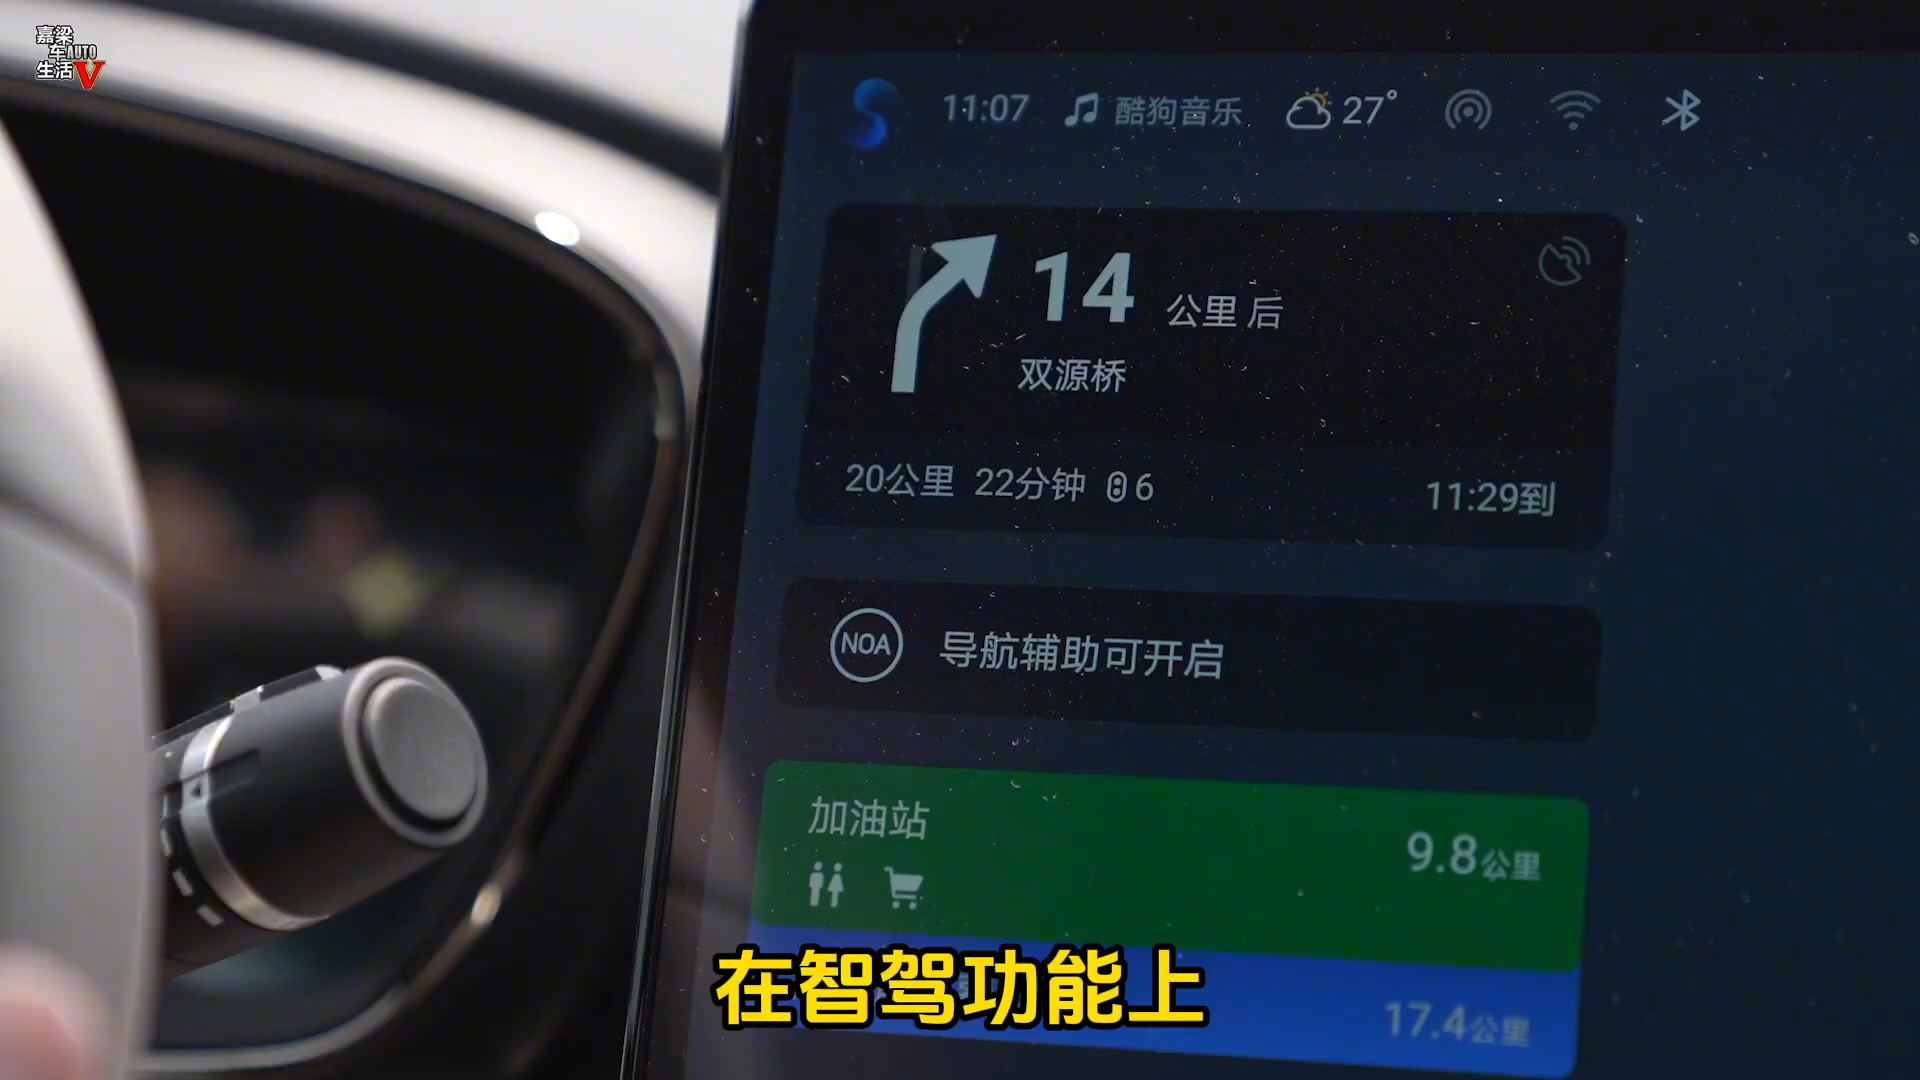 嘉梁
车AUTO
生活V
11:07 酷狗音乐 27°
14 公里后
双源桥
20公里 22分钟 6 11:29到
NOA 导航辅助可开启
加油站 9.8公里
17.4公里
在智驾功能上